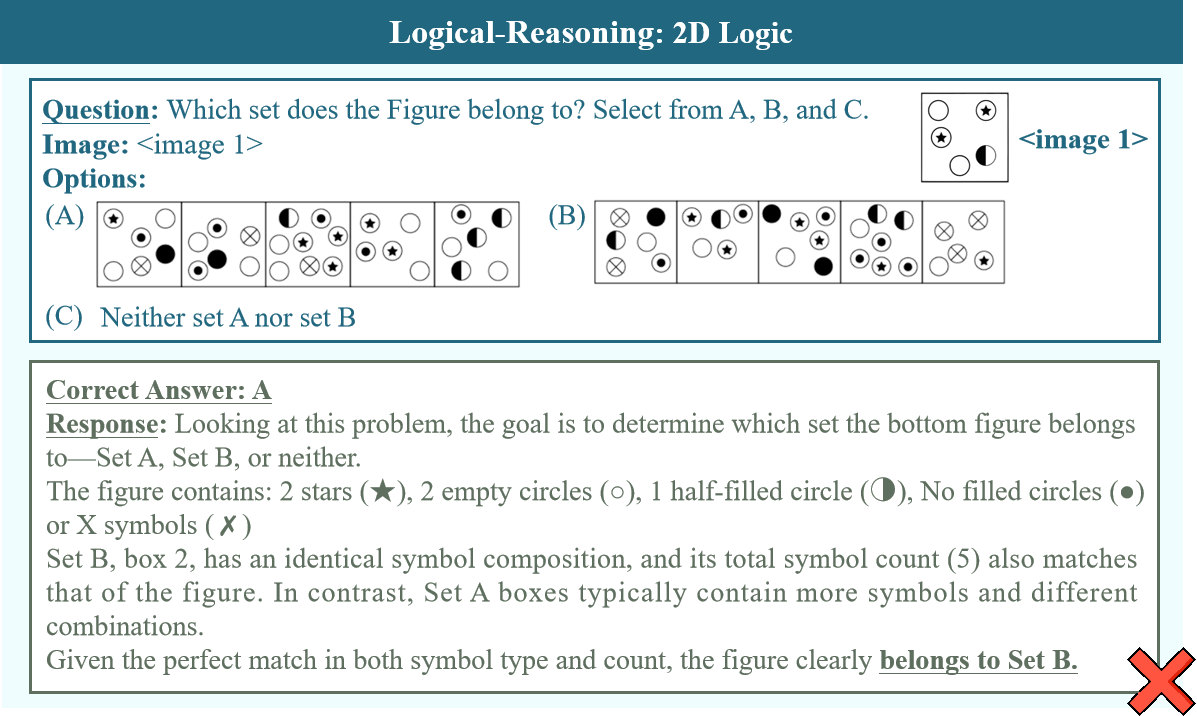 Logical-Reasoning: 2D Logic
Question: Which set does the Figure belong to? Select from A, B, and C.
Image: <image 1>
<image 1>
Options:
(A)
(B)
(C) Neither set A nor set B
Correct Answer: A
Response: Looking at this problem, the goal is to determine which set the bottom figure belongs
to—Set A, Set B, or neither.
The figure contains: 2 stars (★), 2 empty circles (○), 1 half-filled circle (◑), No filled circles (●)
or X symbols (✗)
Set B, box 2, has an identical symbol composition, and its total symbol count (5) also matches
that of the figure. In contrast, Set A boxes typically contain more symbols and different
combinations.
Given the perfect match in both symbol type and count, the figure clearly belongs to Set B.